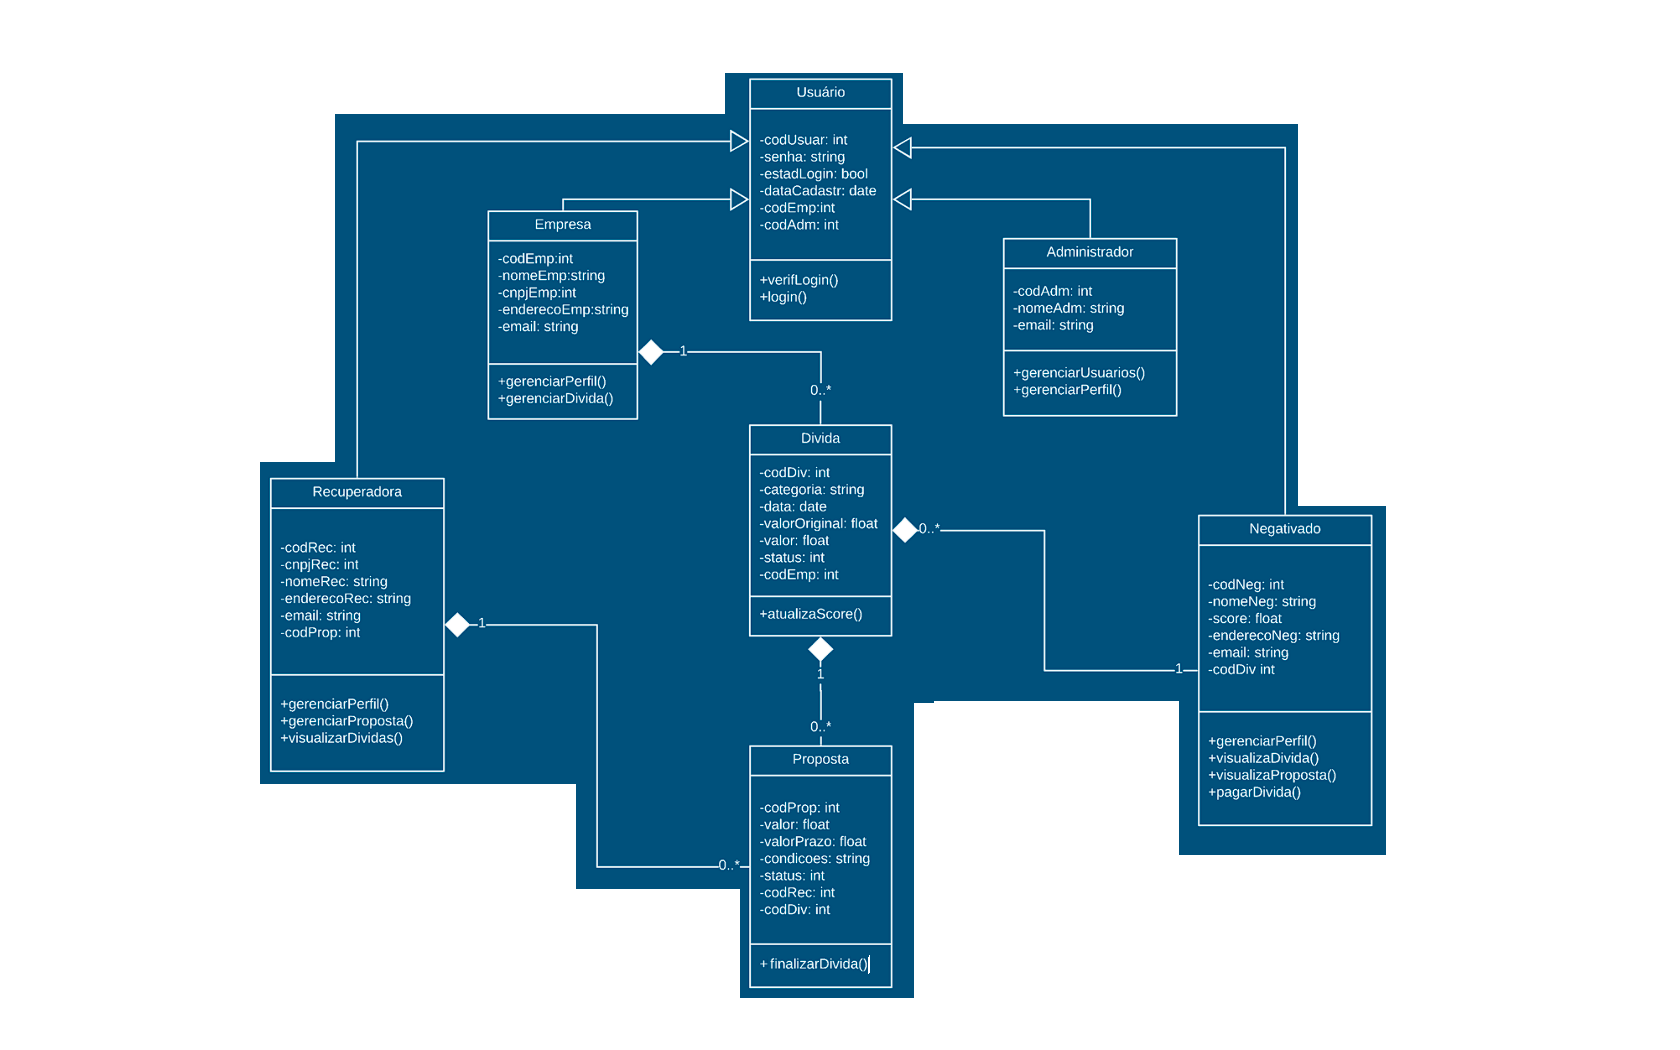 Usuário
-codUsuar: int
-senha: string
-estadLogin: bool
-dataCadastr: date
-codEmp:int
-codAdm: int
+verifLogin()
+login()
Empresa
-codEmp:int
-nomeEmp:string
-cnpjEmp:int
-enderecoEmp:string
-email: string
+gerenciarPerfil()
+gerenciarDivida()
Administrador
-codAdm: int
-nomeAdm: string
-email: string
+gerenciarUsuarios()
+gerenciarPerfil()
1
0..*
Divida
-codDiv: int
-categoria: string
-data: date
-valorOriginal: float
-valor: float
-status: int
-codEmp: int
+atualizaScore()
0..*
1
Recuperadora
-codRec: int
-cnpjRec: int
-nomeRec: string
-enderecoRec: string
-email: string
-codProp: int
+gerenciarPerfil()
+gerenciarProposta()
+visualizarDividas()
1
0..*
Negativado
-codNeg: int
-nomeNeg: string
-score: float
-enderecoNeg: string
-email: string
-codDiv int
+gerenciarPerfil()
+visualizaDivida()
+visualizaProposta()
+pagarDivida()
1
0..*
Proposta
-codProp: int
-valor: float
-valorPrazo: float
-condicoes: string
-status: int
-codRec: int
-codDiv: int
+ finalizarDivida()